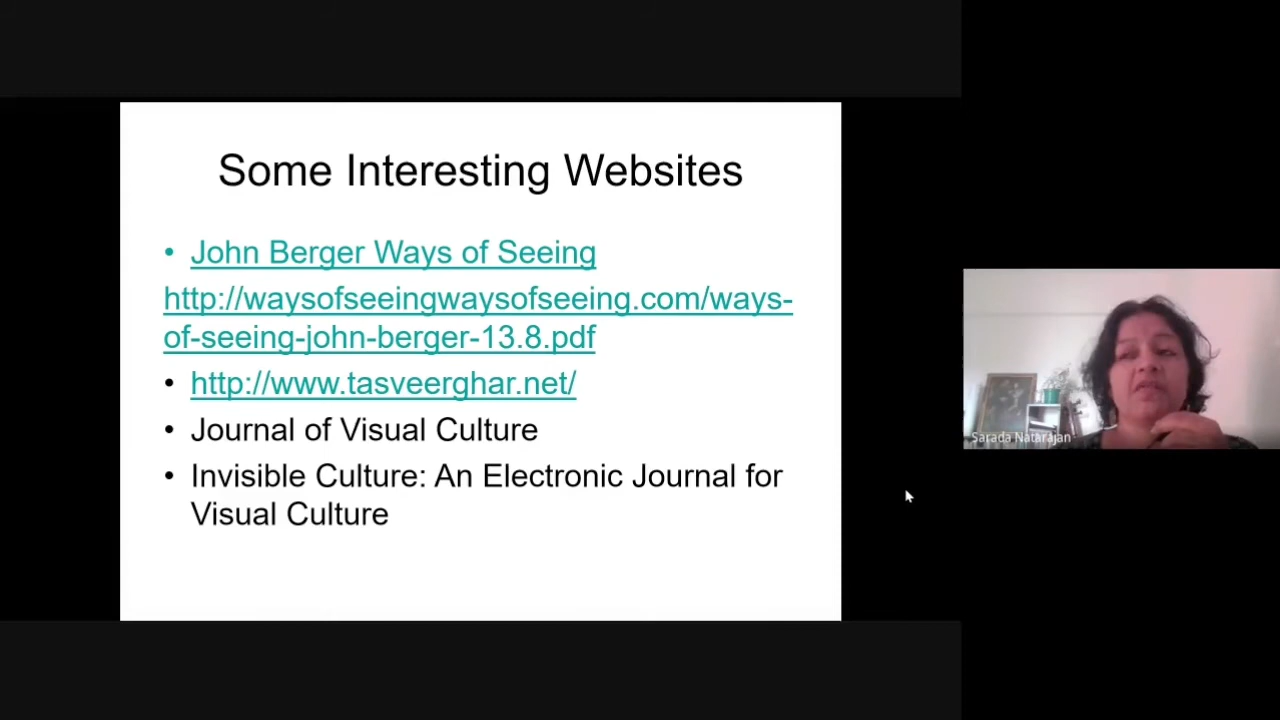 Some Interesting Websites
• John Berger Ways of Seeing
http://waysofseeingwaysofseeing.com/ways-
of-seeing-john-berger-13.8.pdf
• http://www.tasveerghar.net/
• Journal of Visual Culture
• Invisible Culture: An Electronic Journal for
Visual Culture
Sarada Natarajan